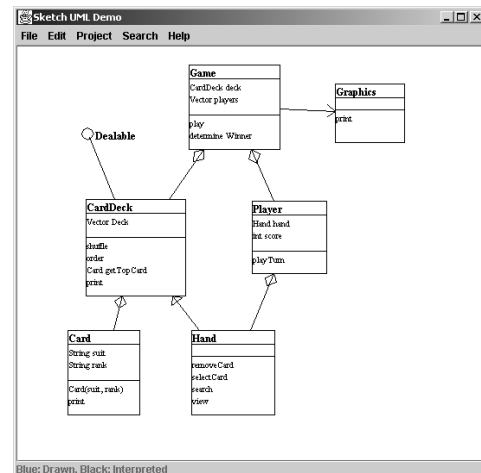 Sketch UML Demo
File Edit Project Search Help
Game
CardDeck deck
Vector players
play
determine Winner
Graphics
print
Dealable
CardDeck
Vector Deck
shuffle
order
Card getTopCard
print
Player
Hand hand
int score
playTurn
Card
String suit
String rank
Card(suit, rank)
print
Hand
removeCard
selectCard
search
view
Blue: Drawn, Black: Interpreted